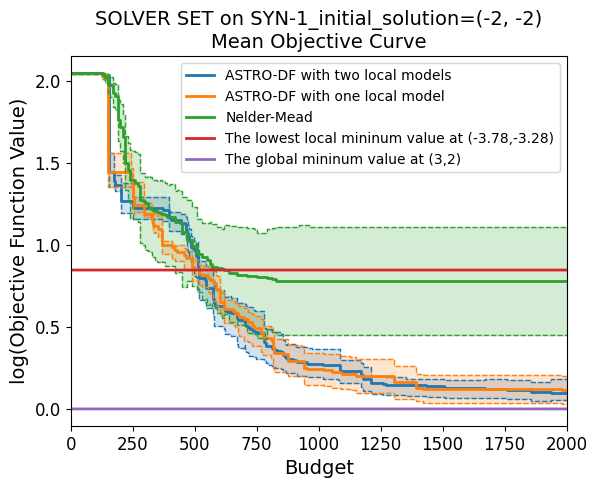 SOLVER SET on SYN-1_initial_solution=(-2, -2)
Mean Objective Curve
log(Objective Function Value)
2.0
1.5
1.0
0.5
0.0
ASTRO-DF with two local models
ASTRO-DF with one local model
Nelder-Mead
The lowest local mininum value at (-3.78,-3.28)
The global mininum value at (3,2)
0 250 500 750 1000 1250 1500 1750 2000
Budget